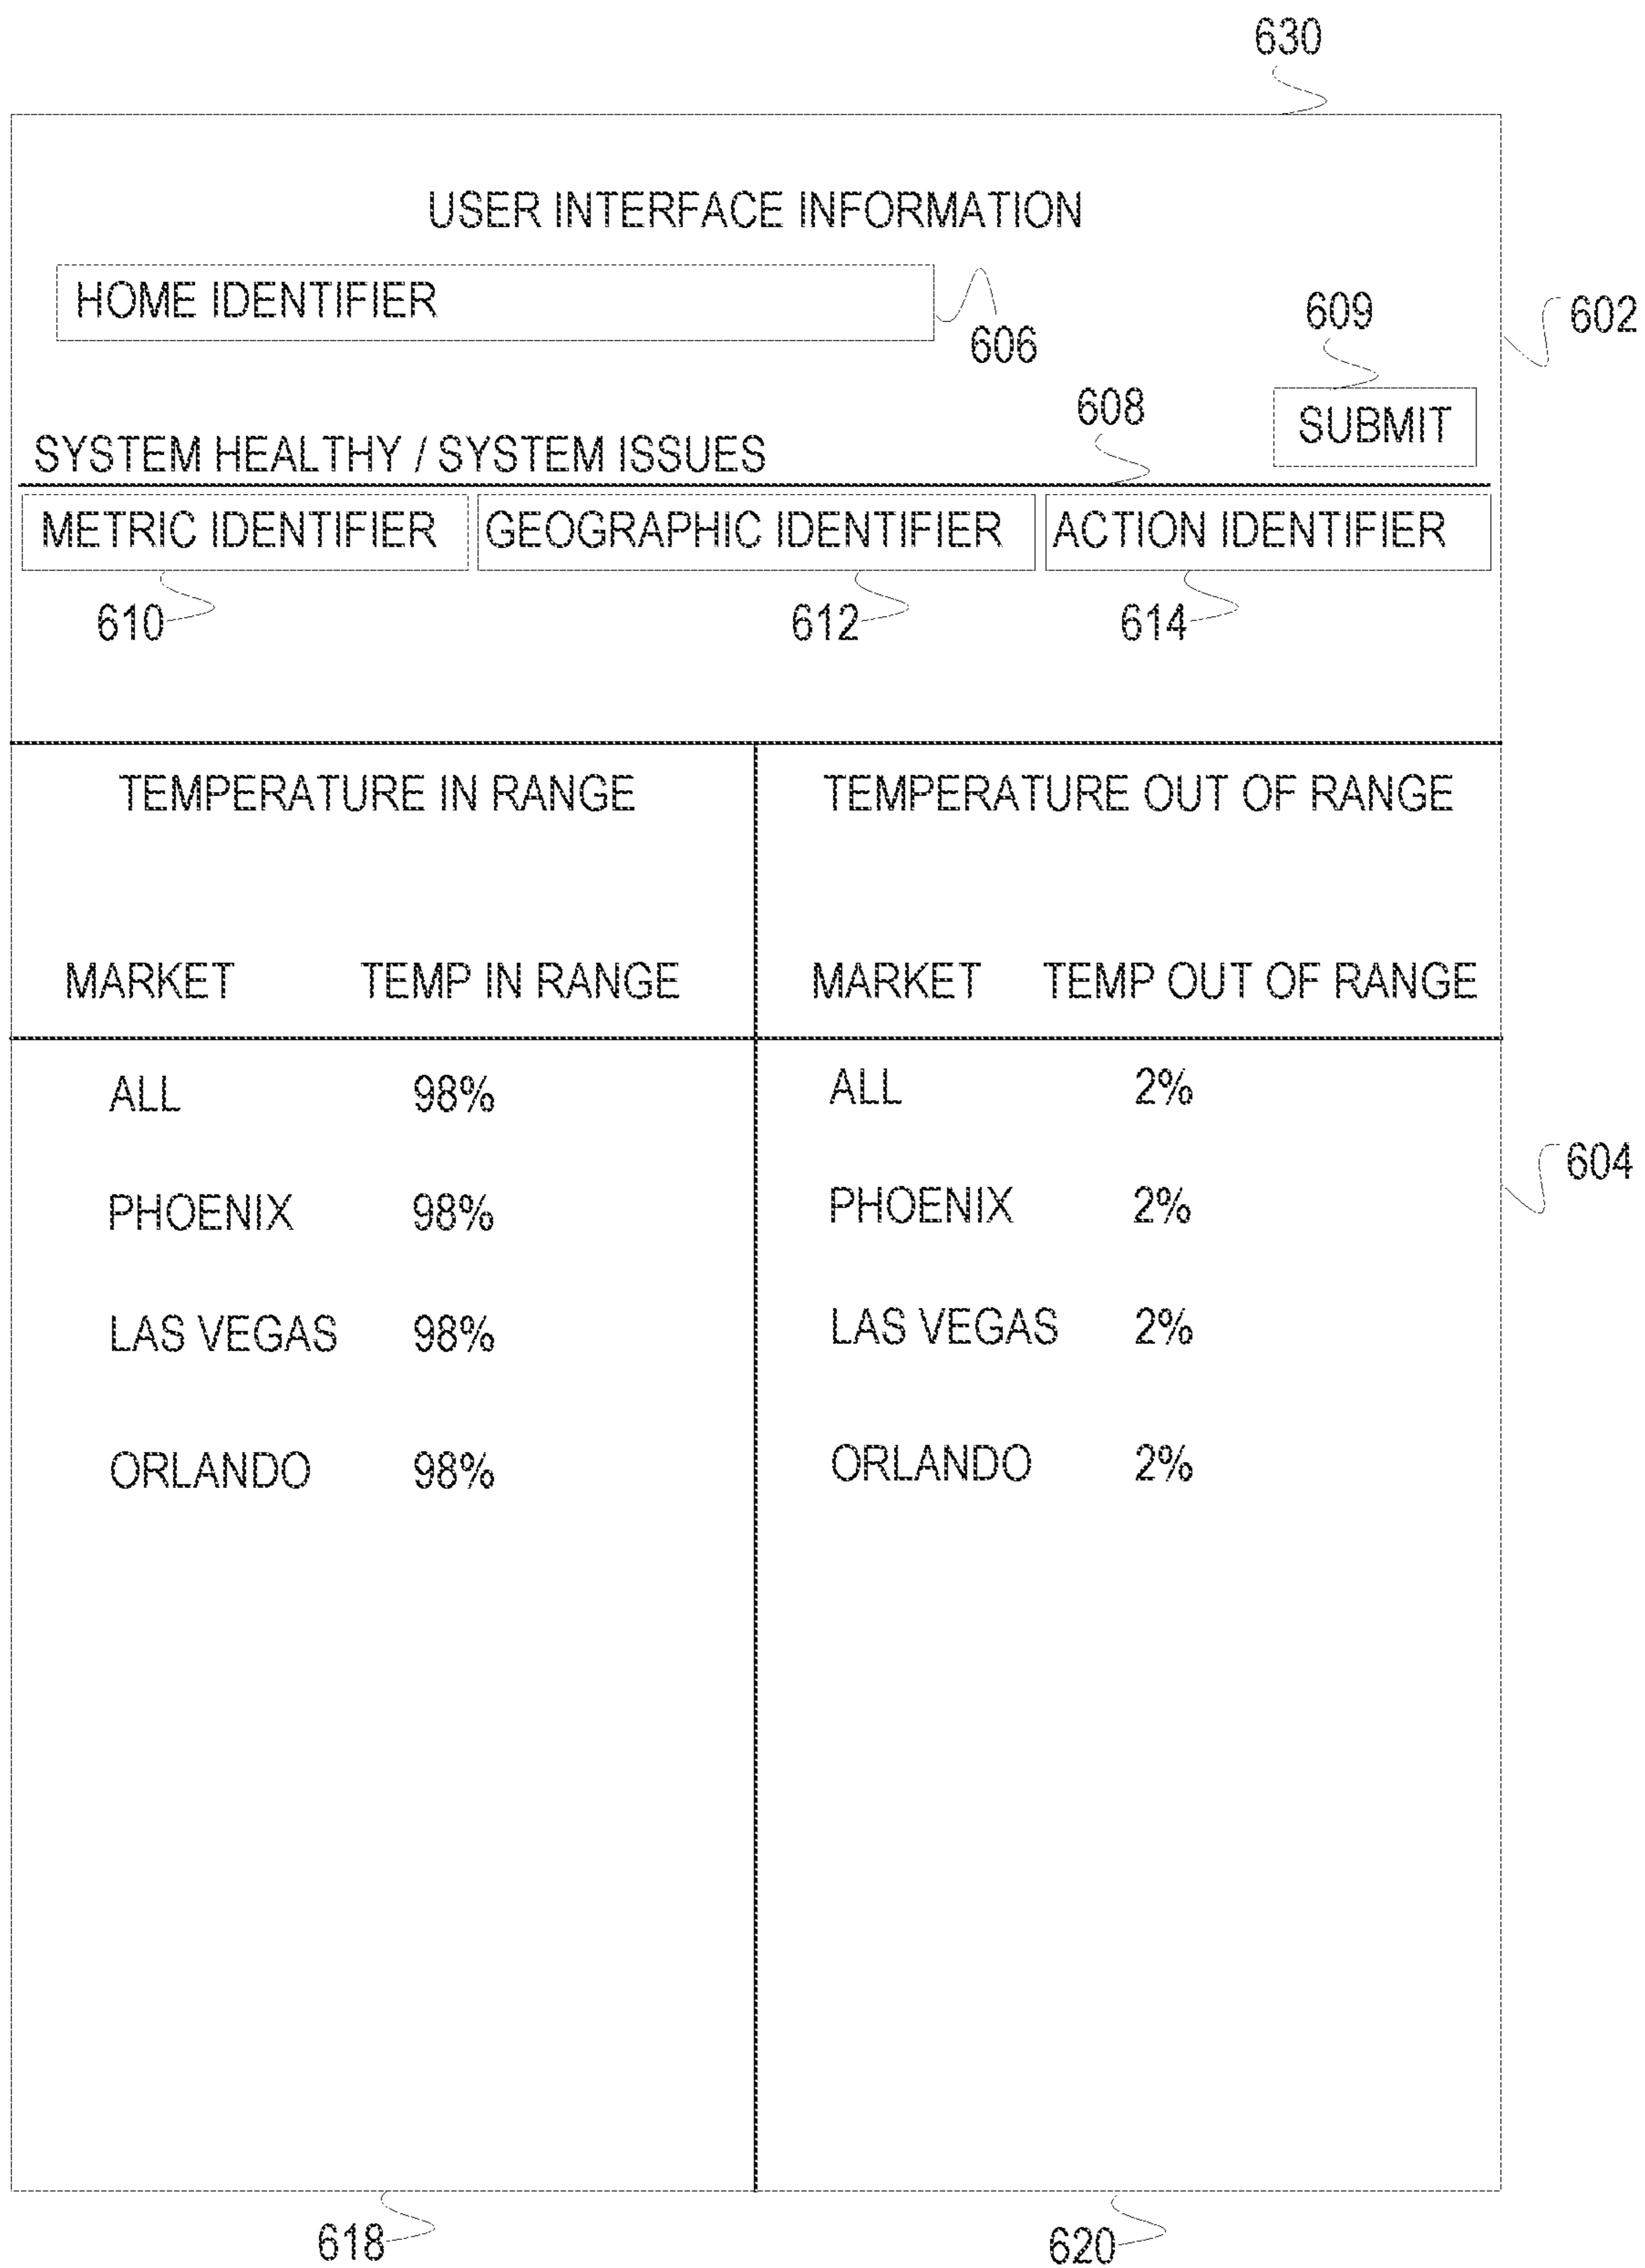 630
USER INTERFACE INFORMATION
HOME IDENTIFIER
606
609
602
608
SUBMIT
SYSTEM HEALTHY / SYSTEM ISSUES
METRIC IDENTIFIER GEOGRAPHIC IDENTIFIER ACTION IDENTIFIER
610 612 614
TEMPERATURE IN RANGE TEMPERATURE OUT OF RANGE
MARKET TEMP IN RANGE MARKET TEMP OUT OF RANGE
ALL 98% ALL 2%
604
PHOENIX 98% PHOENIX 2%
LAS VEGAS 98% LAS VEGAS 2%
ORLANDO 98% ORLANDO 2%
618 620